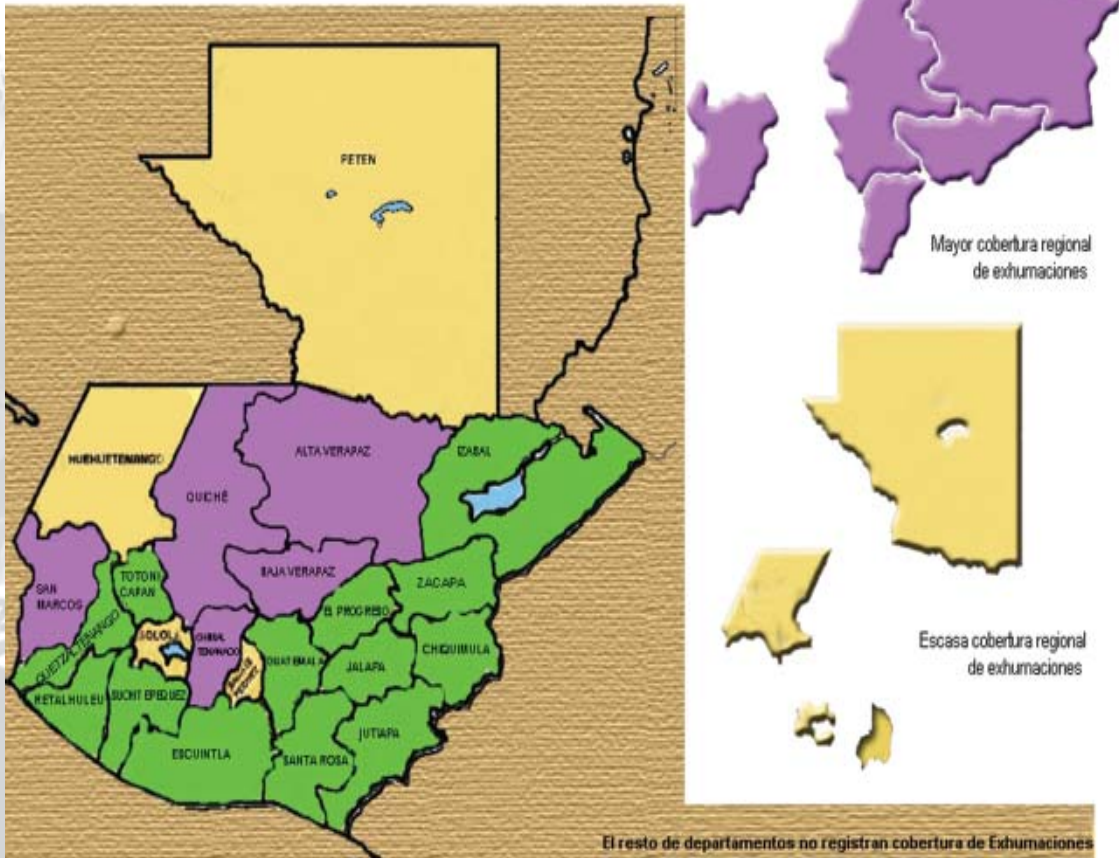 PETEN
HUEHUETENANGO
ALTA VERAPAZ
IZABAL
QUICHÉ
SAN
MARCOS
TOTONI
CAPAN
BAJA VERAPAZ
ZACAPA
EL PROGRESO
QUETZALTENANGO
SOLOLA
CHIMAL
TENANGO
GUATEMALA
JALAPA
CHIQUIMULA
RETALHULEU
SUCHTEPEQUEZ
ESCUINTLA
SANTA ROSA
JUTIAPA
Mayor cobertura regional
de exhumaciones
Escasa cobertura regional
de exhumaciones
El resto de departamentos no registran cobertura de Exhumaciones